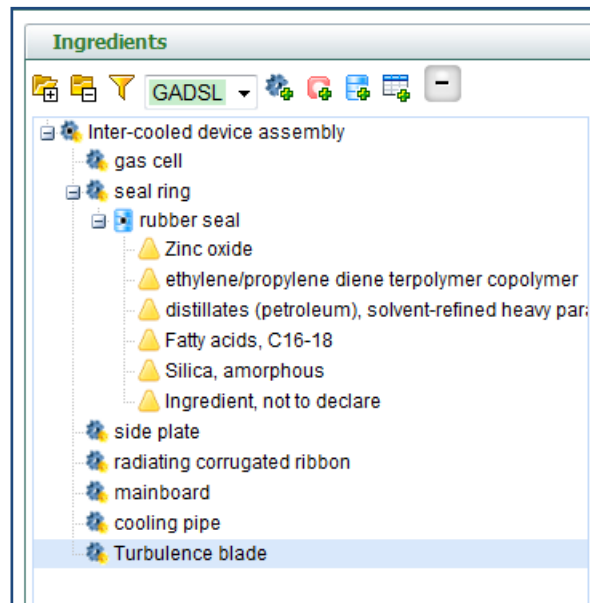 Ingredients
GADSL
Inter-cooled device assembly
gas cell
seal ring
rubber seal
Zinc oxide
ethylene/propylene diene terpolymer copolymer
distillates (petroleum), solvent-refined heavy par
Fatty acids, C16-18
Silica, amorphous
Ingredient, not to declare
side plate
radiating corrugated ribbon
mainboard
cooling pipe
Turbulence blade